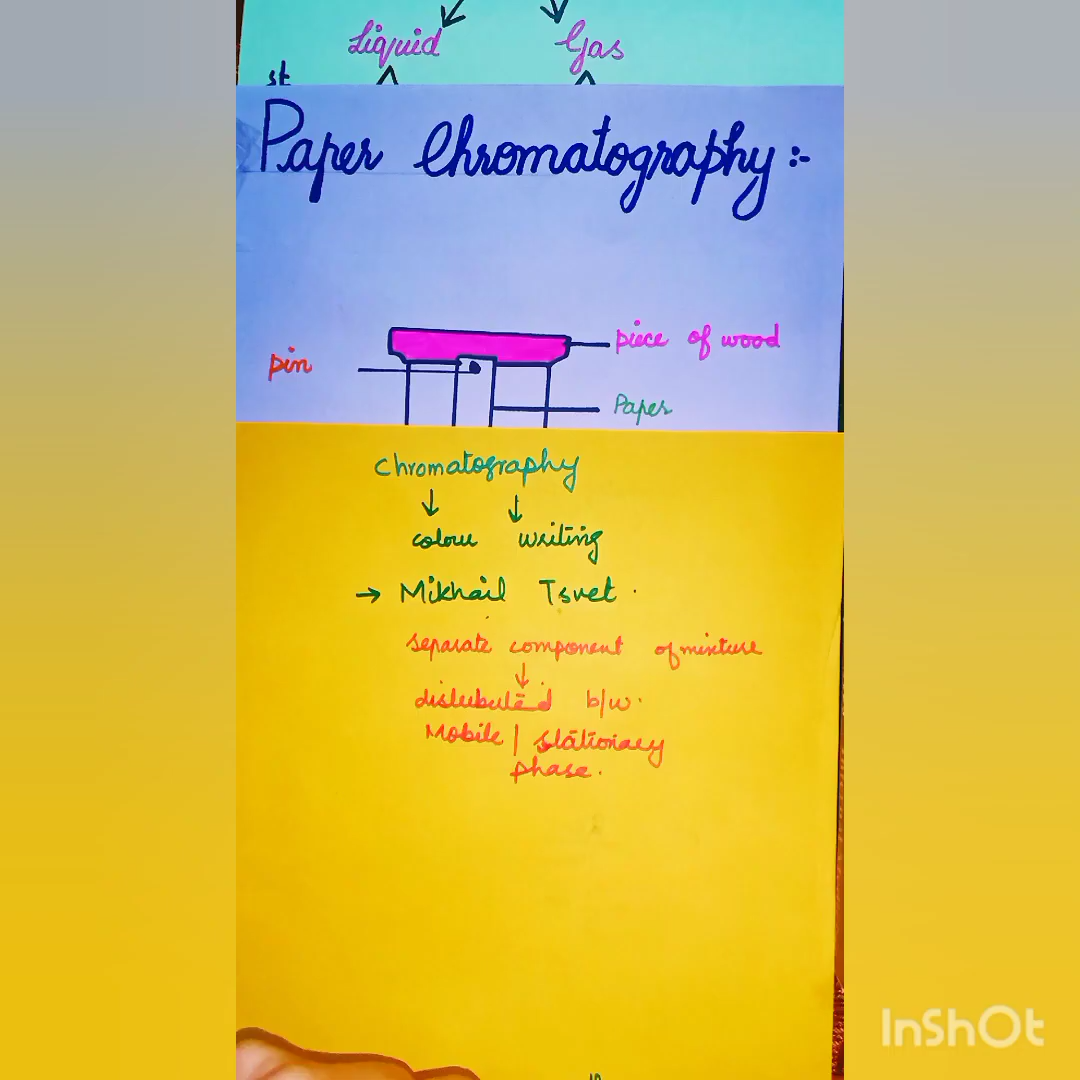 Liquid Gas
st
Paper Chromatography :-
piece of wood
pin
Paper
Chromatography
colour writing
→ Mikhail Tsvet .
separate component of mixture
distributed b/w.
Mobile | stationary
phase .
InShOt